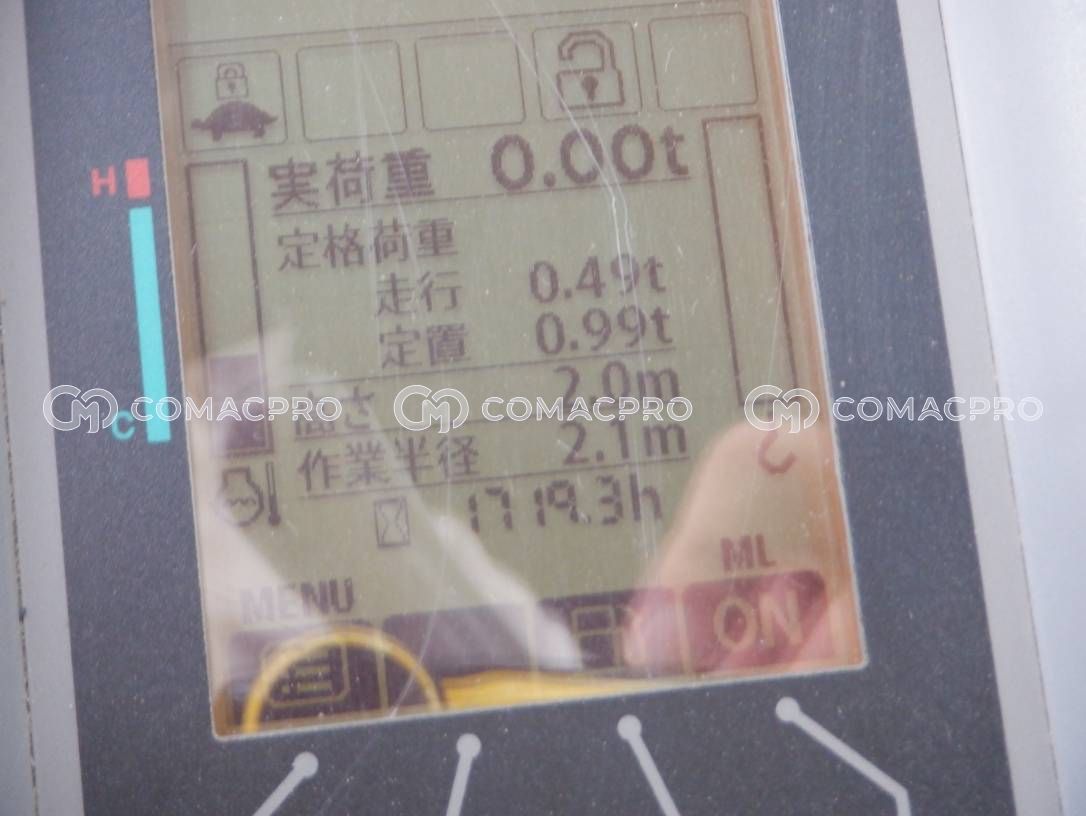 H
実荷重 0.00t
定格荷重
走行 0.49t
定置 0.99t
高さ 2.0m
C
COMACPRO COMACPRO COMACPRO
作業半径 2.1m
1719.3h
MENU
ML
ON